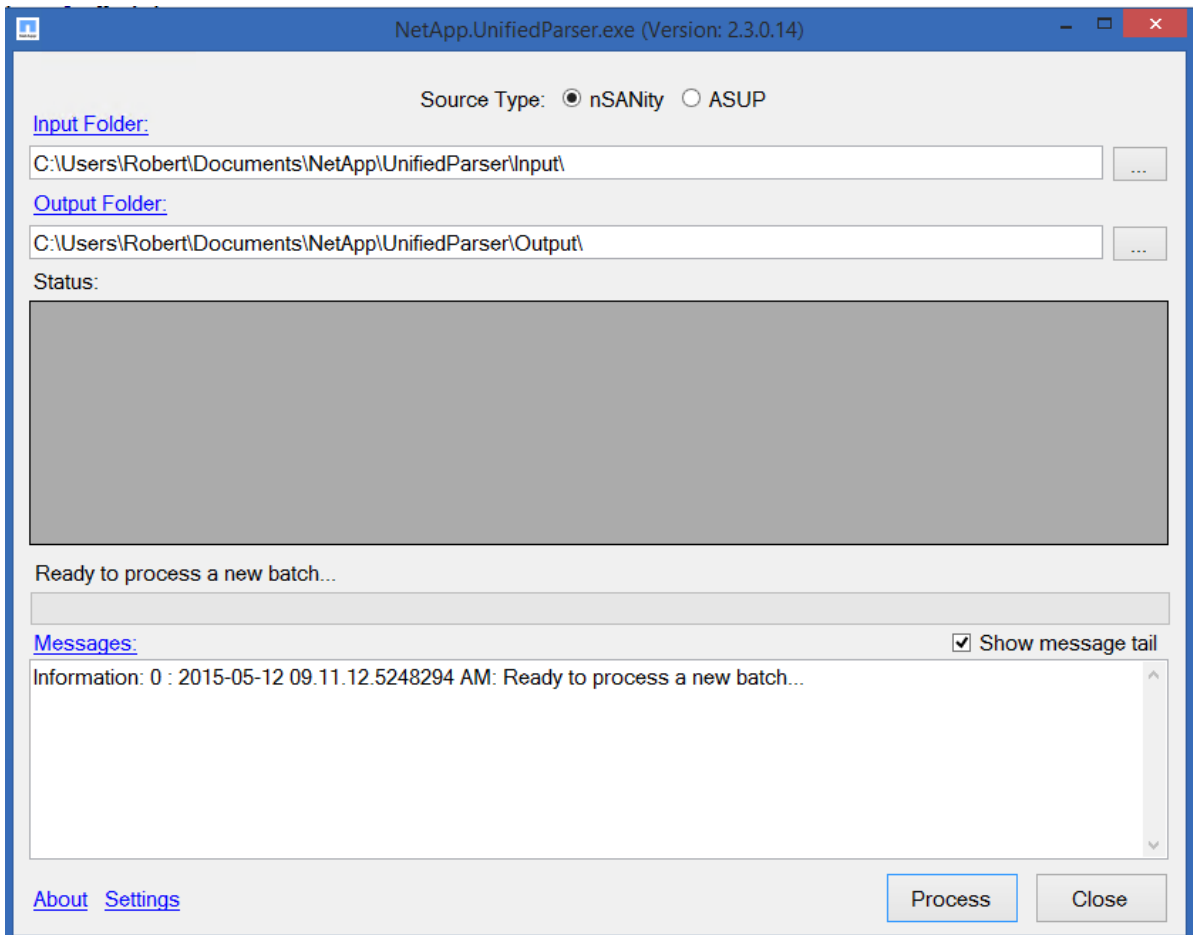 NetApp.UnifiedParser.exe (Version: 2.3.0.14)
NetApp
Source Type: nSANity ASUP
Input Folder:
C:\Users\Robert\Documents\NetApp\UnifiedParser\Input\
...
Output Folder:
C:\Users\Robert\Documents\NetApp\UnifiedParser\Output\
...
Status:
Ready to process a new batch...
Messages:
Show message tail
Information: 0 : 2015-05-12 09.11.12.5248294 AM: Ready to process a new batch...
About Settings
Process
Close